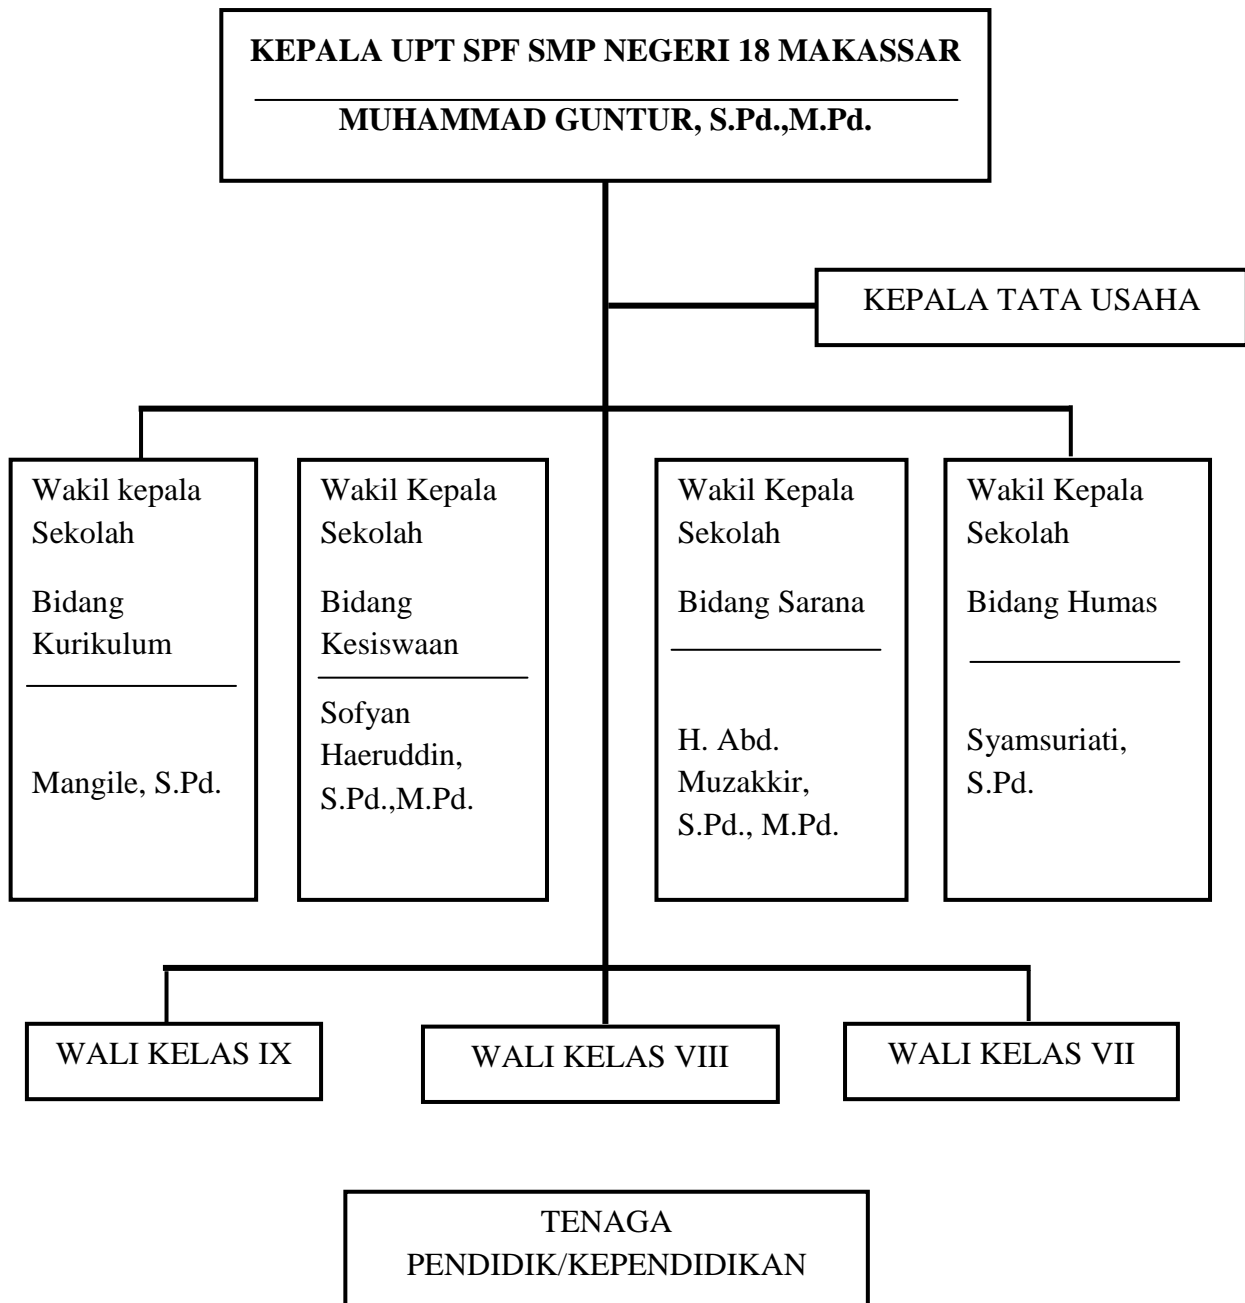 KEPALA UPT SPF SMP NEGERI 18 MAKASSAR
MUHAMMAD GUNTUR, S.Pd.,M.Pd.
KEPALA TATA USAHA
Wakil kepala
Sekolah
Bidang
Kurikulum
Mangile, S.Pd.
Wakil Kepala
Sekolah
Bidang
Kesiswaan
Sofyan
Haeruddin,
S.Pd.,M.Pd.
Wakil Kepala
Sekolah
Bidang Sarana
H. Abd.
Muzakkir,
S.Pd., M.Pd.
Wakil Kepala
Sekolah
Bidang Humas
Syamsuriati,
S.Pd.
WALI KELAS IX
WALI KELAS VIII
WALI KELAS VII
TENAGA
PENDIDIK/KEPENDIDIKAN